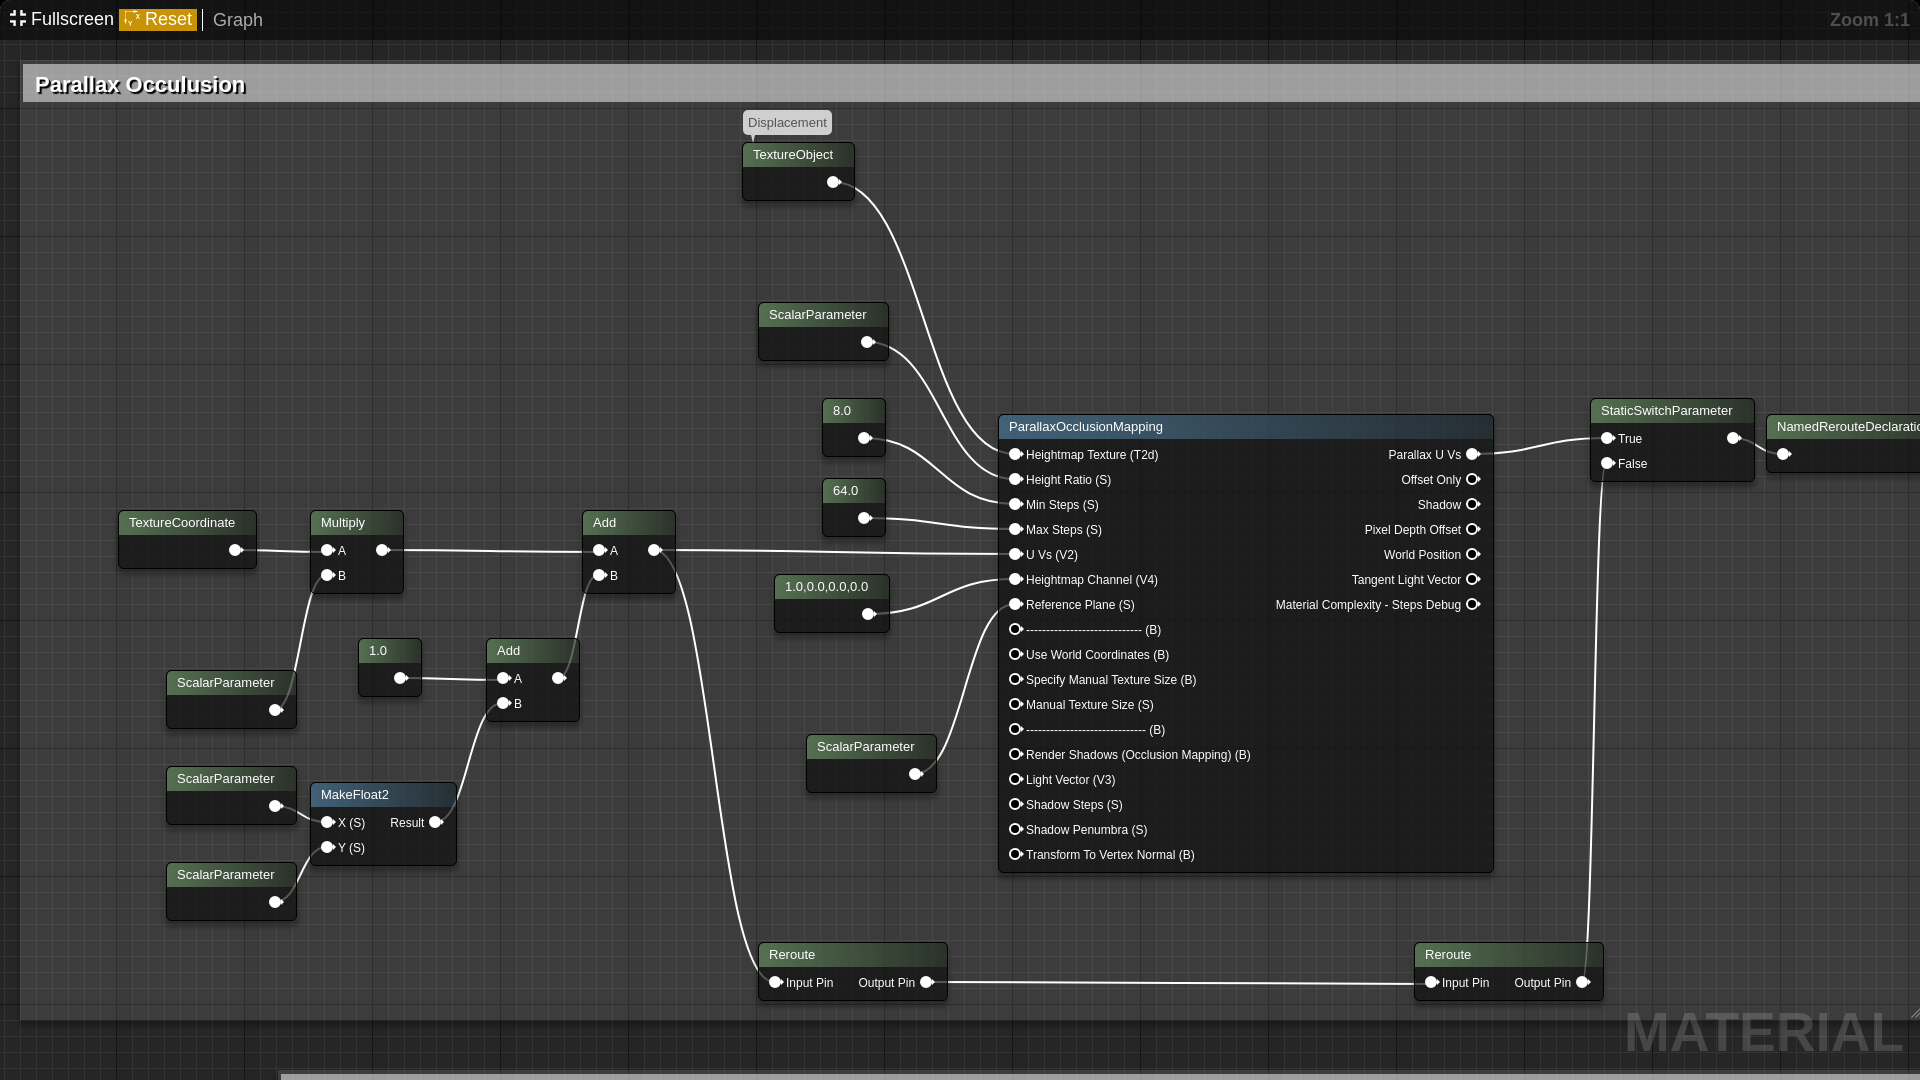 Fullscreen Reset Graph
Zoom 1:1
Parallax Occulusion
Displacement
TextureObject
ScalarParameter
8.0
64.0
TextureCoordinate
Multiply
A
B
Add
A
B
1.0,0.0,0.0,0.0
1.0
Add
A
B
ScalarParameter
ScalarParameter
ScalarParameter
MakeFloat2
X (S) Result
Y (S)
ScalarParameter
ParallaxOcclusionMapping
Heightmap Texture (T2d) Parallax U Vs
Height Ratio (S) Offset Only
Min Steps (S) Shadow
Max Steps (S) Pixel Depth Offset
U Vs (V2) World Position
Heightmap Channel (V4) Tangent Light Vector
Reference Plane (S) Material Complexity - Steps Debug
----------------------------- (B)
Use World Coordinates (B)
Specify Manual Texture Size (B)
Manual Texture Size (S)
------------------------------ (B)
Render Shadows (Occlusion Mapping) (B)
Light Vector (V3)
Shadow Steps (S)
Shadow Penumbra (S)
Transform To Vertex Normal (B)
StaticSwitchParameter
True
False
NamedRerouteDeclaratio
Reroute
Input Pin Output Pin
Reroute
Input Pin Output Pin
MATERIAL